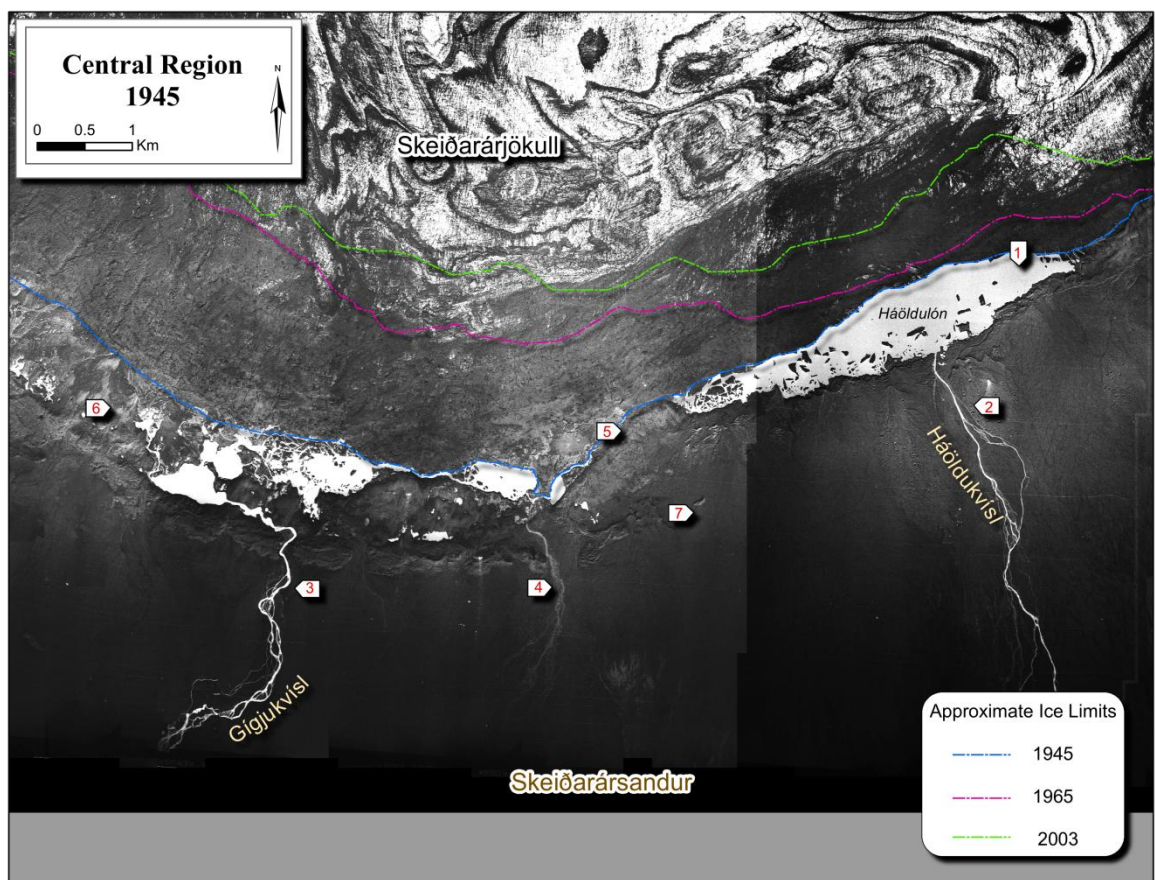 Central Region
1945
N
0 0.5 1
Km
Skeiðarárjökull
1
Háöldulón
2
Háöldukvísl
6
5
7
3
4
Gígjukvísl
Skeiðarársandur
Approximate Ice Limits
1945
1965
2003